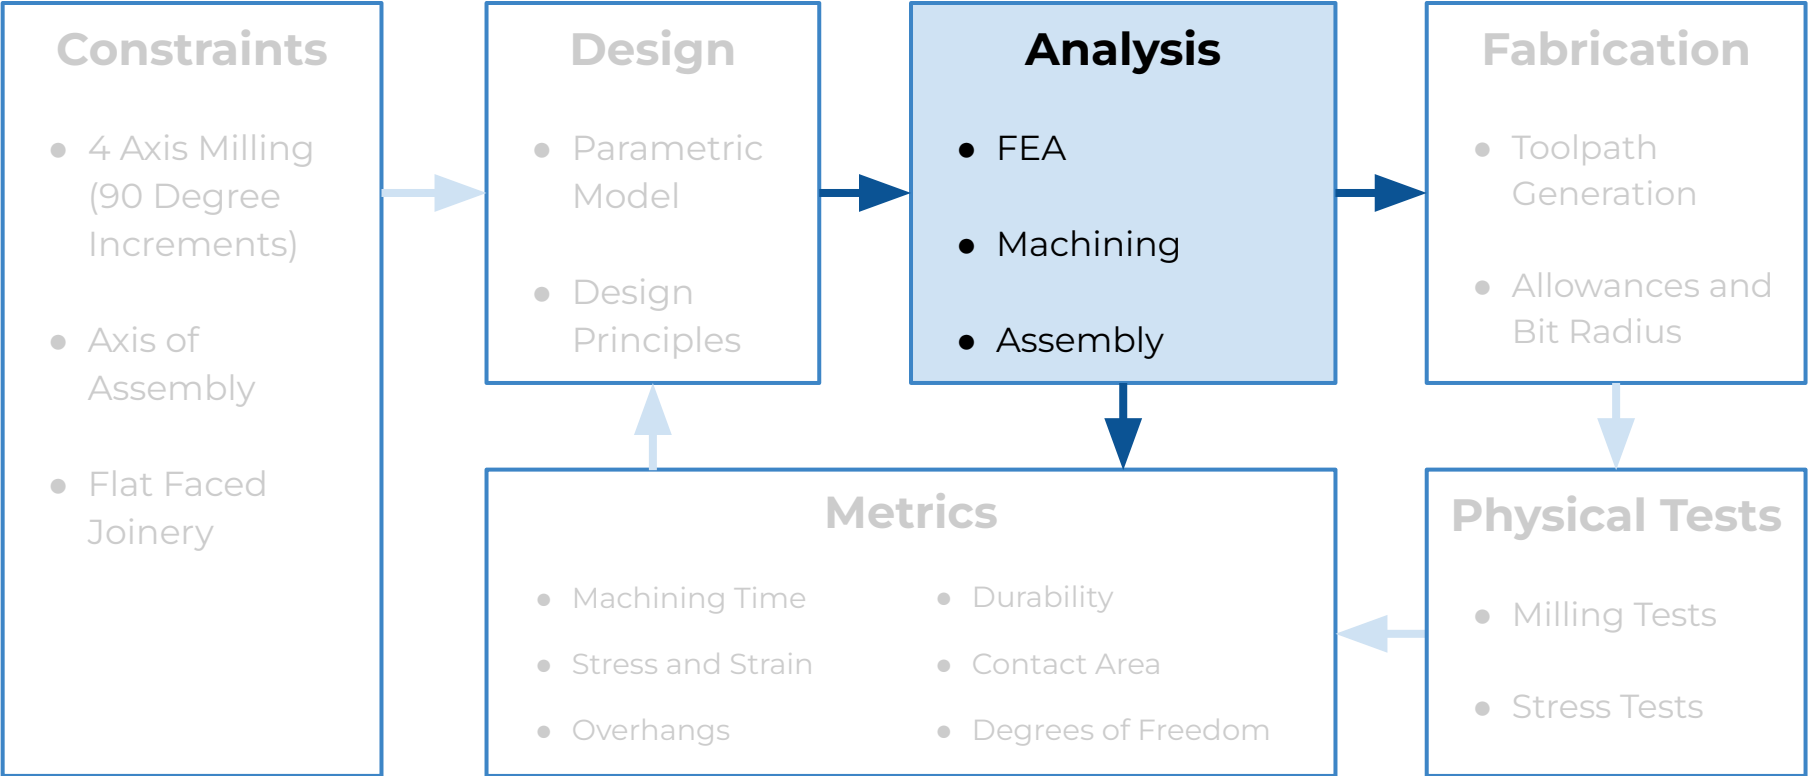 Constraints
● 4 Axis Milling
(90 Degree
Increments)
● Axis of
Assembly
● Flat Faced
Joinery
Design
● Parametric
Model
● Design
Principles
Analysis
● FEA
● Machining
● Assembly
Fabrication
● Toolpath
Generation
● Allowances and
Bit Radius
Metrics
● Machining Time
● Stress and Strain
● Overhangs
● Durability
● Contact Area
● Degrees of Freedom
Physical Tests
● Milling Tests
● Stress Tests